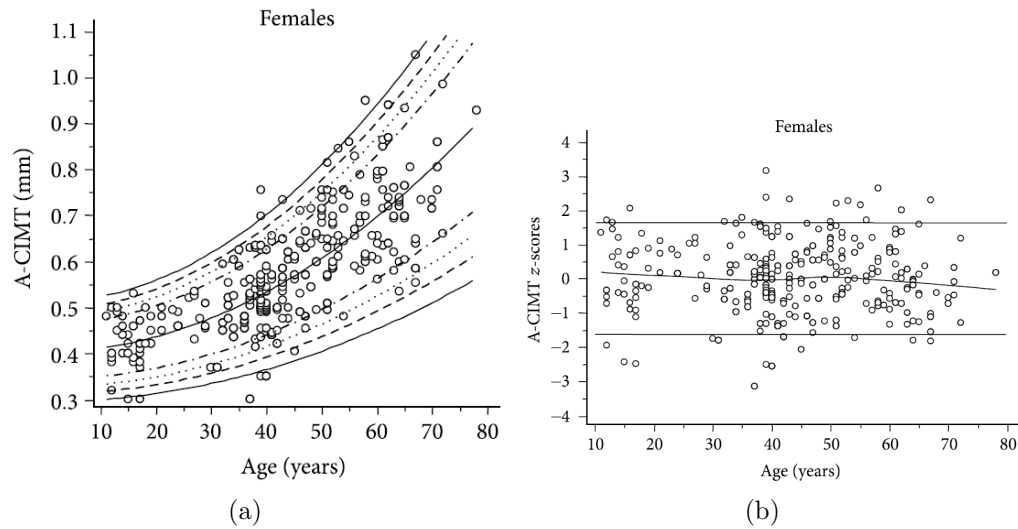 Females
1.1
1.0
0.9
0.8
0.7
0.6
0.5
0.4
0.3
A-CIMT (mm)
10 20 30 40 50 60 70 80
Age (years)
(a)
Females
4
3
2
1
0
−1
−2
−3
−4
A-CIMT z-scores
10 20 30 40 50 60 70 80
Age (years)
(b)